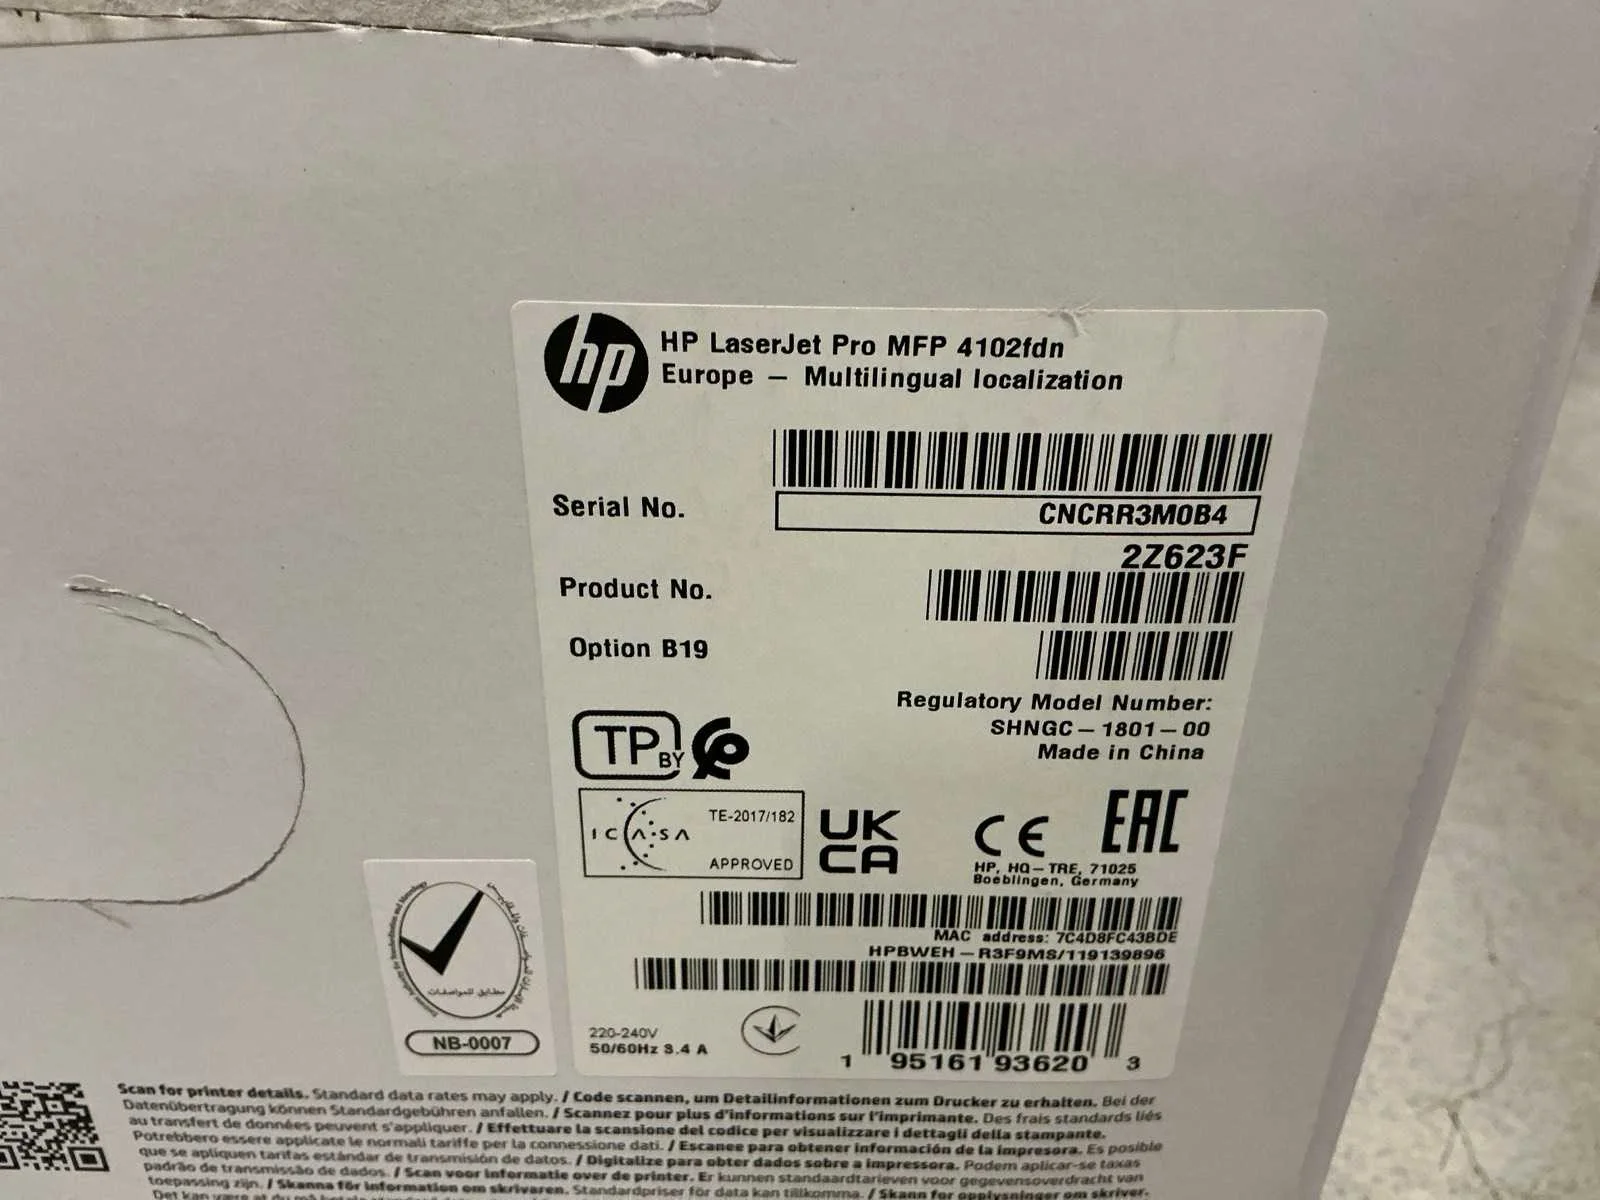 hp
HP LaserJet Pro MFP 4102fdn
Europe – Multilingual localization
Serial No.
CNCRR3M0B4
2Z623F
Product No.
Option B19
Regulatory Model Number:
SHNGC – 1801 – 00
Made in China
TP BY
ICASA
TE-2017/182
APPROVED
UK
CA
CE
EAC
HP, HQ – TRE, 71025
Boeblingen, Germany
MAC address: 7C4D8FC43BDE
HPBWEH – R3F9MS/119139896
مطابق للمواصفات
NB-0007
220-240V
50/60Hz 3.4 A
1 95161 93620 3
Scan for printer details. Standard data rates may apply. / Code scannen, um Detailinformationen zum Drucker zu erhalten. Bei der
Datenübertragung können Standardgebühren anfallen. / Scannez pour plus d'informations sur l'imprimante. Des frais standards liés
au transfert de données peuvent s'appliquer. / Effettuare la scansione del codice per visualizzare i dettagli della stampante.
Potrebbero essere applicate le normali tariffe per la connessione dati. / Escanee para obtener información de la impresora. Es posible
que se apliquen tarifas estándar de transmisión de datos. / Digitalize para obter dados sobre a impressora. Podem aplicar-se taxas
padrão de transmissão de dados. / Scan voor informatie over de printer. Er kunnen standaardtarieven voor gegevensoverdracht van
toepassing zijn. / Skanna för information om skrivaren. Standardpriser för data kan tillkomma. / Skann for opplysninger om skriver.